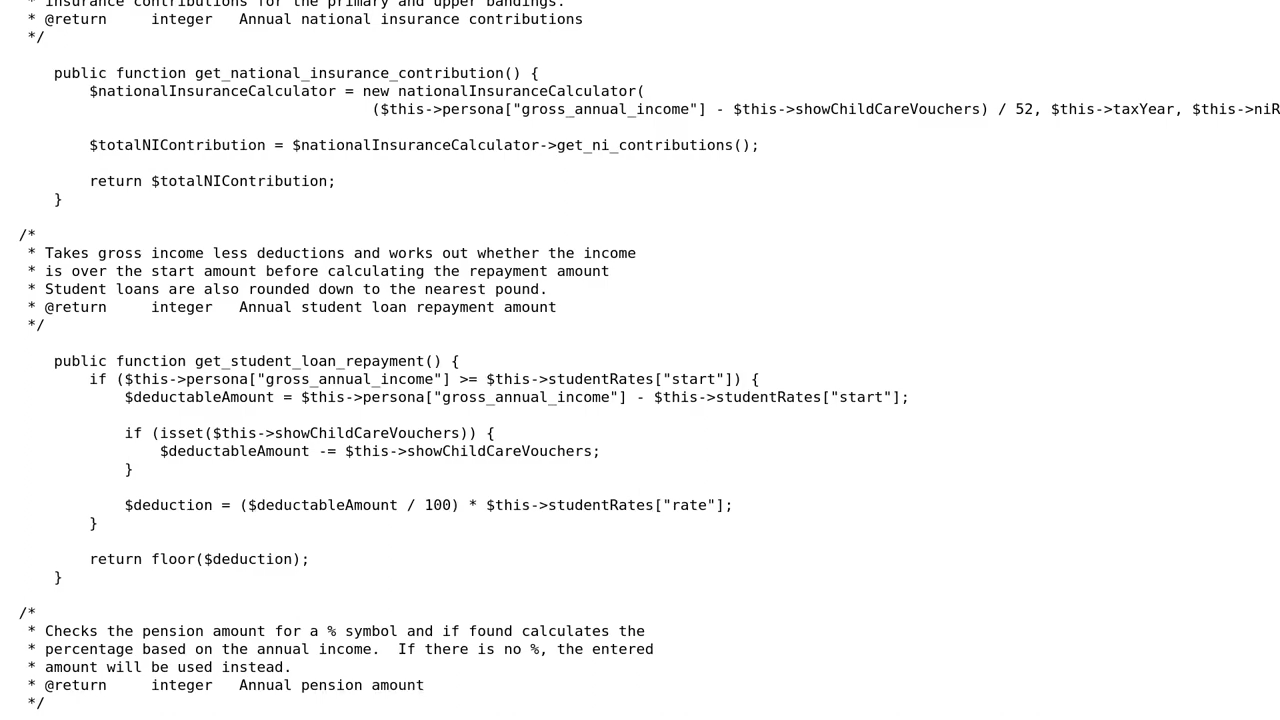 * insurance contributions for the primary and upper bandings.
* @return     integer   Annual national insurance contributions
*/
public function get_national_insurance_contribution() {
$nationalInsuranceCalculator = new nationalInsuranceCalculator(
($this->persona["gross_annual_income"] - $this->showChildCareVouchers) / 52, $this->taxYear, $this->niR
$totalNIContribution = $nationalInsuranceCalculator->get_ni_contributions();
return $totalNIContribution;
}
/*
* Takes gross income less deductions and works out whether the income
* is over the start amount before calculating the repayment amount
* Student loans are also rounded down to the nearest pound.
* @return     integer   Annual student loan repayment amount
*/
public function get_student_loan_repayment() {
if ($this->persona["gross_annual_income"] >= $this->studentRates["start"]) {
$deductableAmount = $this->persona["gross_annual_income"] - $this->studentRates["start"];
if (isset($this->showChildCareVouchers)) {
$deductableAmount -= $this->showChildCareVouchers;
}
$deduction = ($deductableAmount / 100) * $this->studentRates["rate"];
}
return floor($deduction);
}
/*
* Checks the pension amount for a % symbol and if found calculates the
* percentage based on the annual income.  If there is no %, the entered
* amount will be used instead.
* @return     integer   Annual pension amount
*/